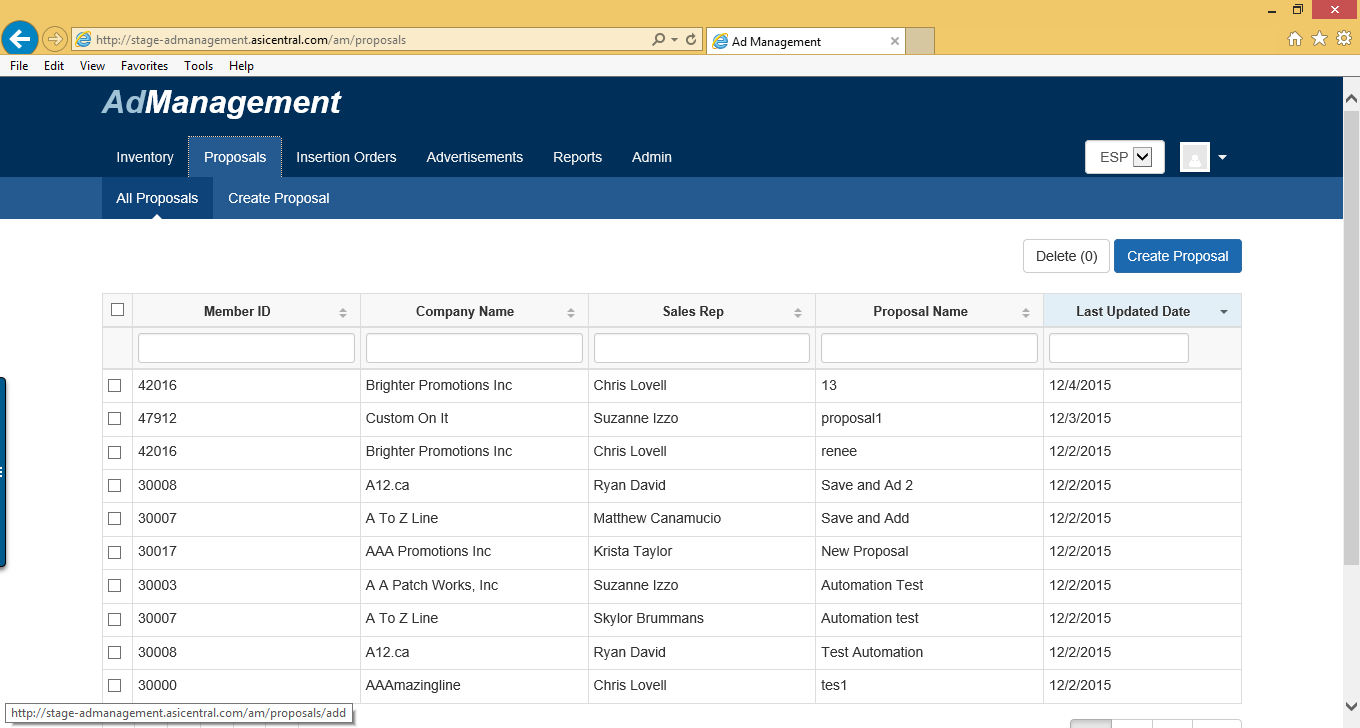 http://stage-admanagement.asicentral.com/am/proposals
Ad Management
File Edit View Favorites Tools Help
AdManagement
Inventory Proposals Insertion Orders Advertisements Reports Admin ESP
All Proposals Create Proposal
Delete (0) Create Proposal
Member ID Company Name Sales Rep Proposal Name Last Updated Date
42016 Brighter Promotions Inc Chris Lovell 13 12/4/2015
47912 Custom On It Suzanne Izzo proposal1 12/3/2015
42016 Brighter Promotions Inc Chris Lovell renee 12/2/2015
30008 A12.ca Ryan David Save and Ad 2 12/2/2015
30007 A To Z Line Matthew Canamucio Save and Add 12/2/2015
30017 AAA Promotions Inc Krista Taylor New Proposal 12/2/2015
30003 A A Patch Works, Inc Suzanne Izzo Automation Test 12/2/2015
30007 A To Z Line Skylor Brummans Automation test 12/2/2015
30008 A12.ca Ryan David Test Automation 12/2/2015
30000 AAAmazingline Chris Lovell tes1 12/2/2015
http://stage-admanagement.asicentral.com/am/proposals/add